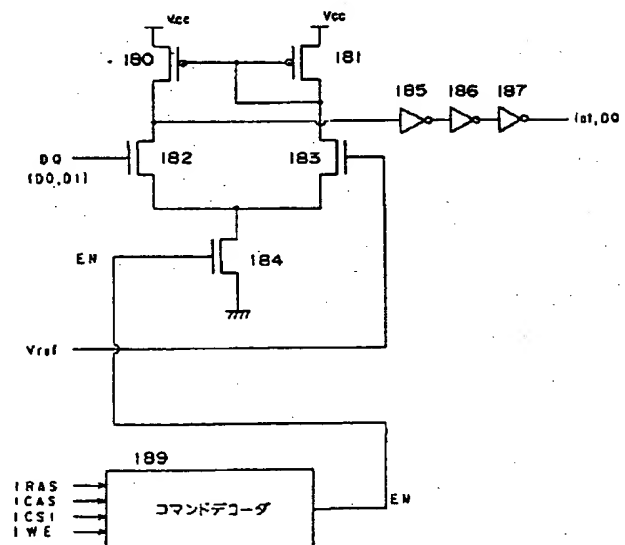 Vcc
Vcc
180
181
185
186
187
int,DQ
DQ
(D0,D1)
182
183
EN
184
Vref
189
/RAS
/CAS
/CS1
/WE
コマンドデコーダ
EN